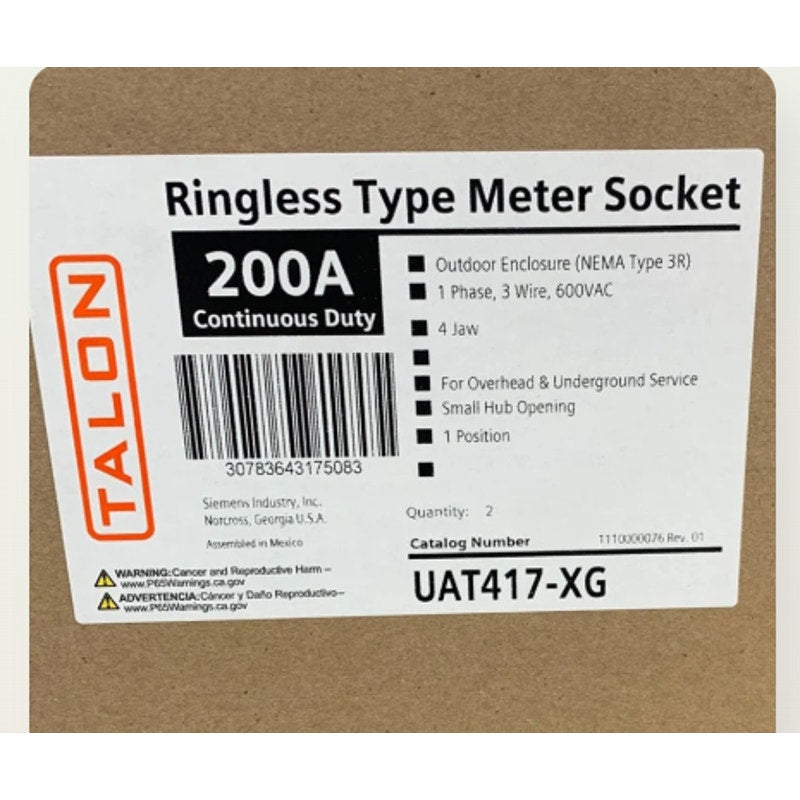 Ringless Type Meter Socket
TALON
200A
Continuous Duty
Outdoor Enclosure (NEMA Type 3R)
1 Phase, 3 Wire, 600VAC
4 Jaw
For Overhead & Underground Service
Small Hub Opening
1 Position
30783643175083
Siemens Industry, Inc.
Norcross, Georgia U.S.A.
Assembled in Mexico
Quantity: 2
Catalog Number
1110000076 Rev. 01
UAT417-XG
WARNING:Cancer and Reproductive Harm –
www.P65Warnings.ca.gov
ADVERTENCIA:Cáncer y Daño Reproductivo–
www.P65Warnings.ca.gov